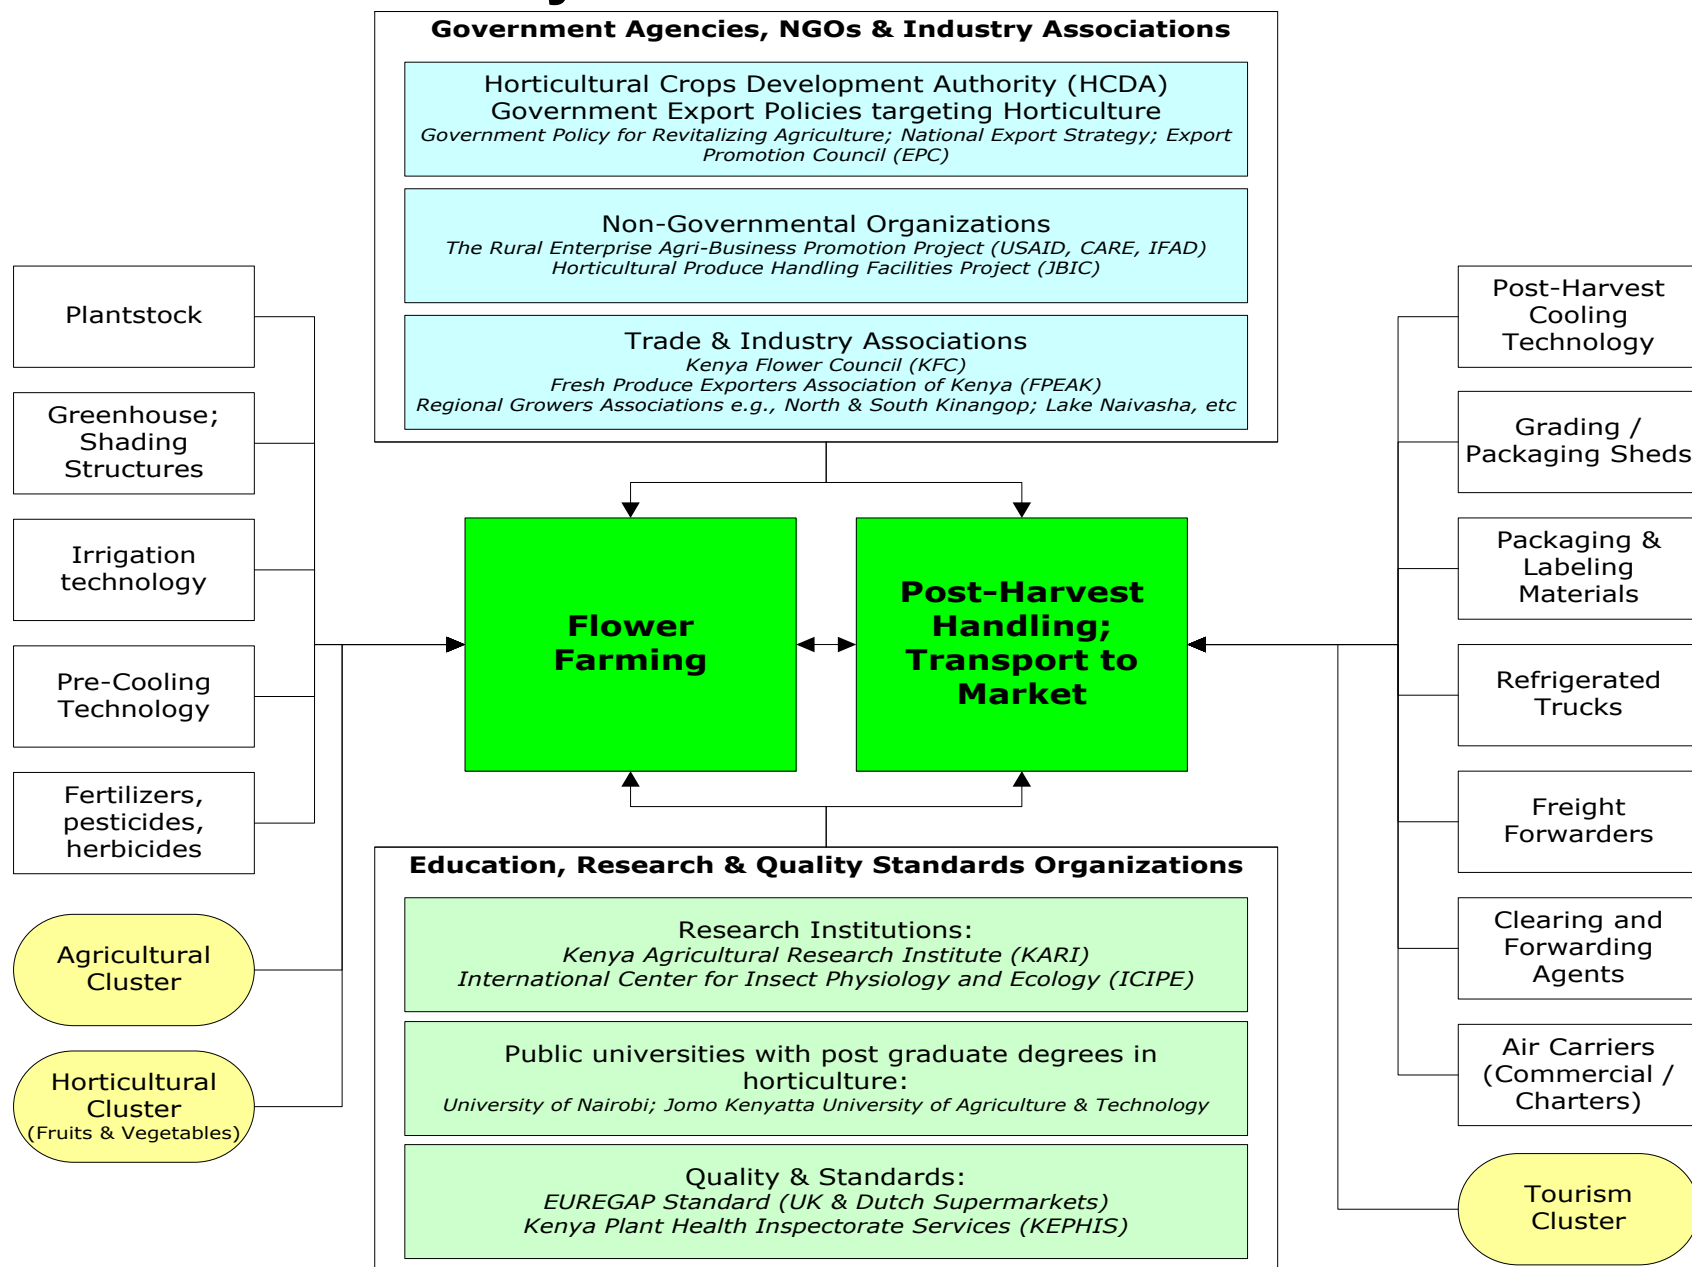 Government Agencies, NGOs & Industry Associations
Horticultural Crops Development Authority (HCDA)
Government Export Policies targeting Horticulture
Government Policy for Revitalizing Agriculture; National Export Strategy; Export
Promotion Council (EPC)
Non-Governmental Organizations
The Rural Enterprise Agri-Business Promotion Project (USAID, CARE, IFAD)
Horticultural Produce Handling Facilities Project (JBIC)
Trade & Industry Associations
Kenya Flower Council (KFC)
Fresh Produce Exporters Association of Kenya (FPEAK)
Regional Growers Associations e.g., North & South Kinangop; Lake Naivasha, etc
Plantstock
Greenhouse;
Shading
Structures
Irrigation
technology
Pre-Cooling
Technology
Fertilizers,
pesticides,
herbicides
Agricultural
Cluster
Horticultural
Cluster
(Fruits & Vegetables)
Flower
Farming
Post-Harvest
Handling;
Transport to
Market
Post-Harvest
Cooling
Technology
Grading /
Packaging Sheds
Packaging &
Labeling
Materials
Refrigerated
Trucks
Freight
Forwarders
Clearing and
Forwarding
Agents
Air Carriers
(Commercial /
Charters)
Tourism
Cluster
Education, Research & Quality Standards Organizations
Research Institutions:
Kenya Agricultural Research Institute (KARI)
International Center for Insect Physiology and Ecology (ICIPE)
Public universities with post graduate degrees in
horticulture:
University of Nairobi; Jomo Kenyatta University of Agriculture & Technology
Quality & Standards:
EUREGAP Standard (UK & Dutch Supermarkets)
Kenya Plant Health Inspectorate Services (KEPHIS)